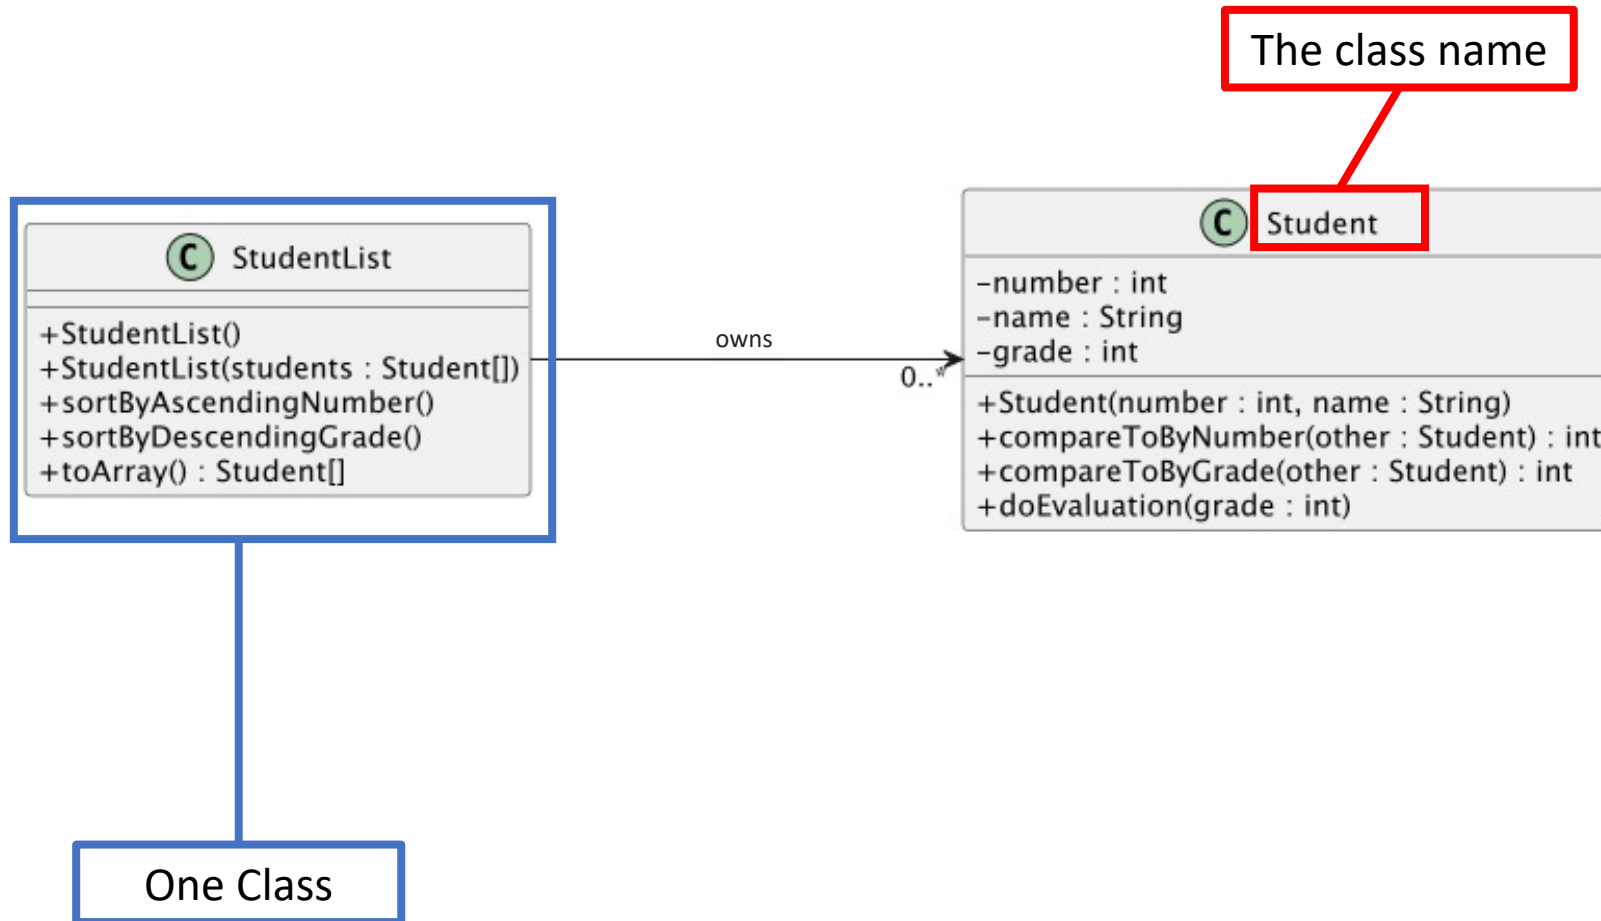 The class name
C StudentList
+StudentList()
+StudentList(students : Student[])
+sortByAscendingNumber()
+sortByDescendingGrade()
+toArray() : Student[]
owns
0..*
C Student
-number : int
-name : String
-grade : int
+Student(number : int, name : String)
+compareToByNumber(other : Student) : int
+compareToByGrade(other : Student) : int
+doEvaluation(grade : int)
One Class